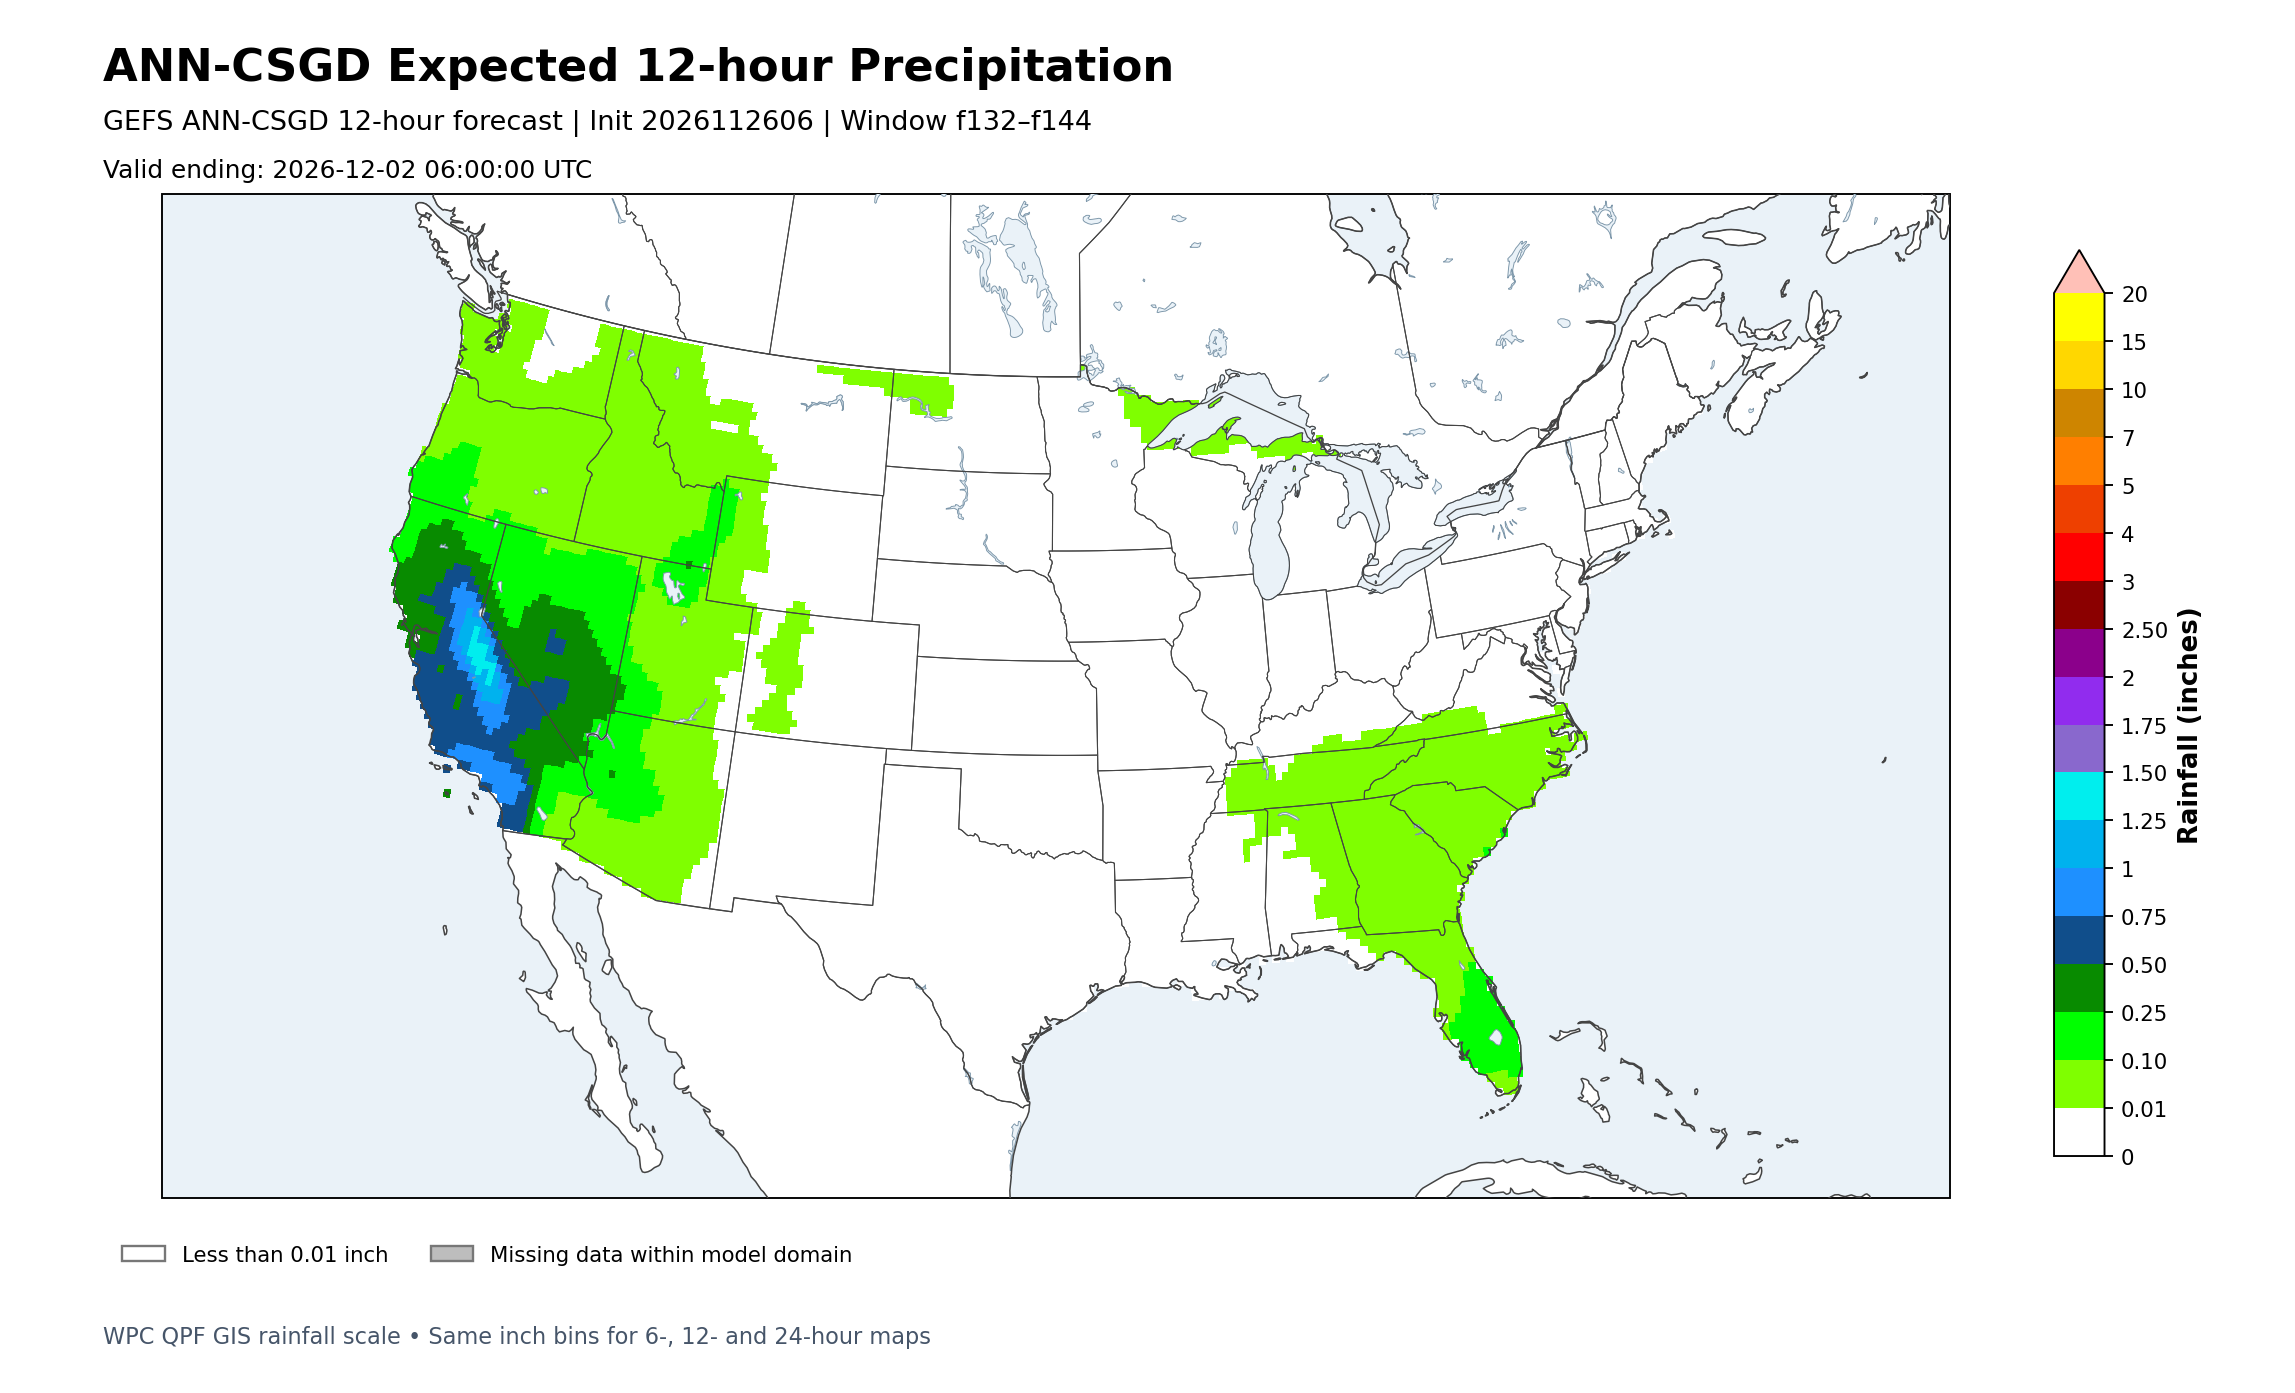 ANN-CSGD Expected 12-hour Precipitation
GEFS ANN-CSGD 12-hour forecast | Init 2026112606 | Window f132–f144
Valid ending: 2026-12-02 06:00:00 UTC
20
15
10
7
5
4
3
2.50
2
1.75
1.50
1.25
1
0.75
0.50
0.25
0.10
0.01
0
Rainfall (inches)
Less than 0.01 inch
Missing data within model domain
WPC QPF GIS rainfall scale • Same inch bins for 6-, 12- and 24-hour maps